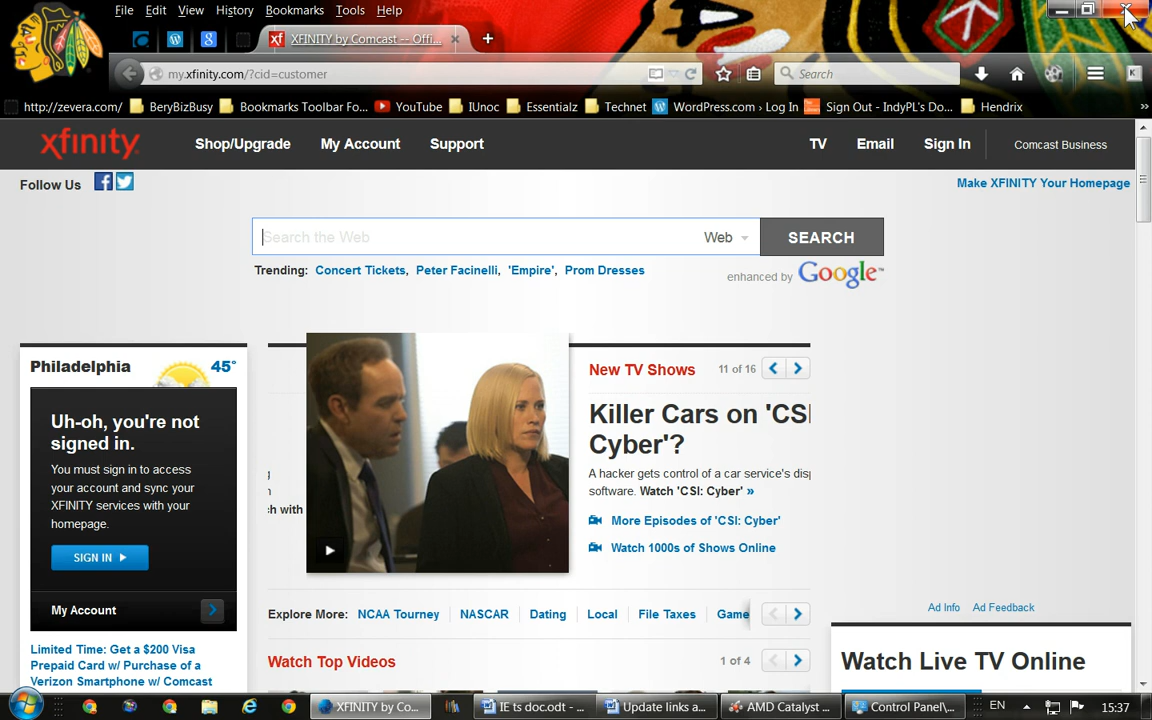 File Edit View History Bookmarks Tools Help
XFINITY by Comcast -- Offi...
my.xfinity.com/?cid=customer
Search
http://zevera.com/ BeryBizBusy Bookmarks Toolbar Fo... YouTube IUnoc Essentialz Technet WordPress.com › Log In Sign Out - IndyPL's Do... Hendrix »
xfinity Shop/Upgrade My Account Support TV Email Sign In Comcast Business
Follow Us
Make XFINITY Your Homepage
Search the Web Web SEARCH
Trending: Concert Tickets, Peter Facinelli, 'Empire', Prom Dresses
enhanced by Google™
Philadelphia 45°
Uh-oh, you're not
signed in.
You must sign in to access
your account and sync your
XFINITY services with your
homepage.
SIGN IN
My Account
Limited Time: Get a $200 Visa
Prepaid Card w/ Purchase of a
Verizon Smartphone w/ Comcast
ch with
New TV Shows 11 of 16
Killer Cars on 'CSI
Cyber'?
A hacker gets control of a car service's disp
software. Watch 'CSI: Cyber' »
More Episodes of 'CSI: Cyber'
Watch 1000s of Shows Online
Explore More: NCAA Tourney NASCAR Dating Local File Taxes Game
Watch Top Videos 1 of 4
Ad Info Ad Feedback
Watch Live TV Online
XFINITY by Co... IE ts doc.odt - ... Update links a... AMD Catalyst ... Control Panel\... EN 15:37